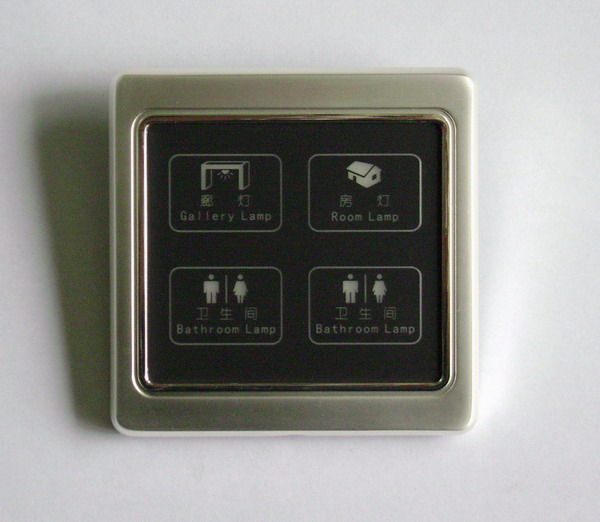 廊 灯
Gallery Lamp
房 灯
Room Lamp
卫 生 间
Bathroom Lamp
卫 生 间
Bathroom Lamp